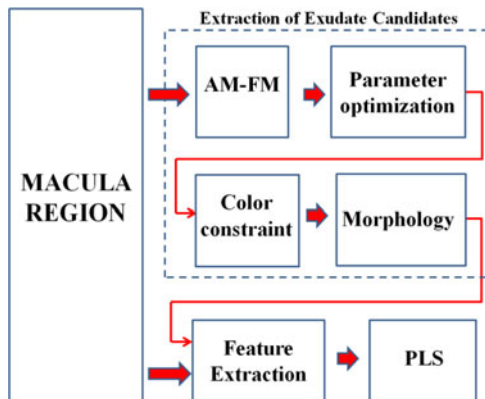 Extraction of Exudate Candidates
MACULA
REGION
AM-FM
Parameter
optimization
Color
constraint
Morphology
Feature
Extraction
PLS